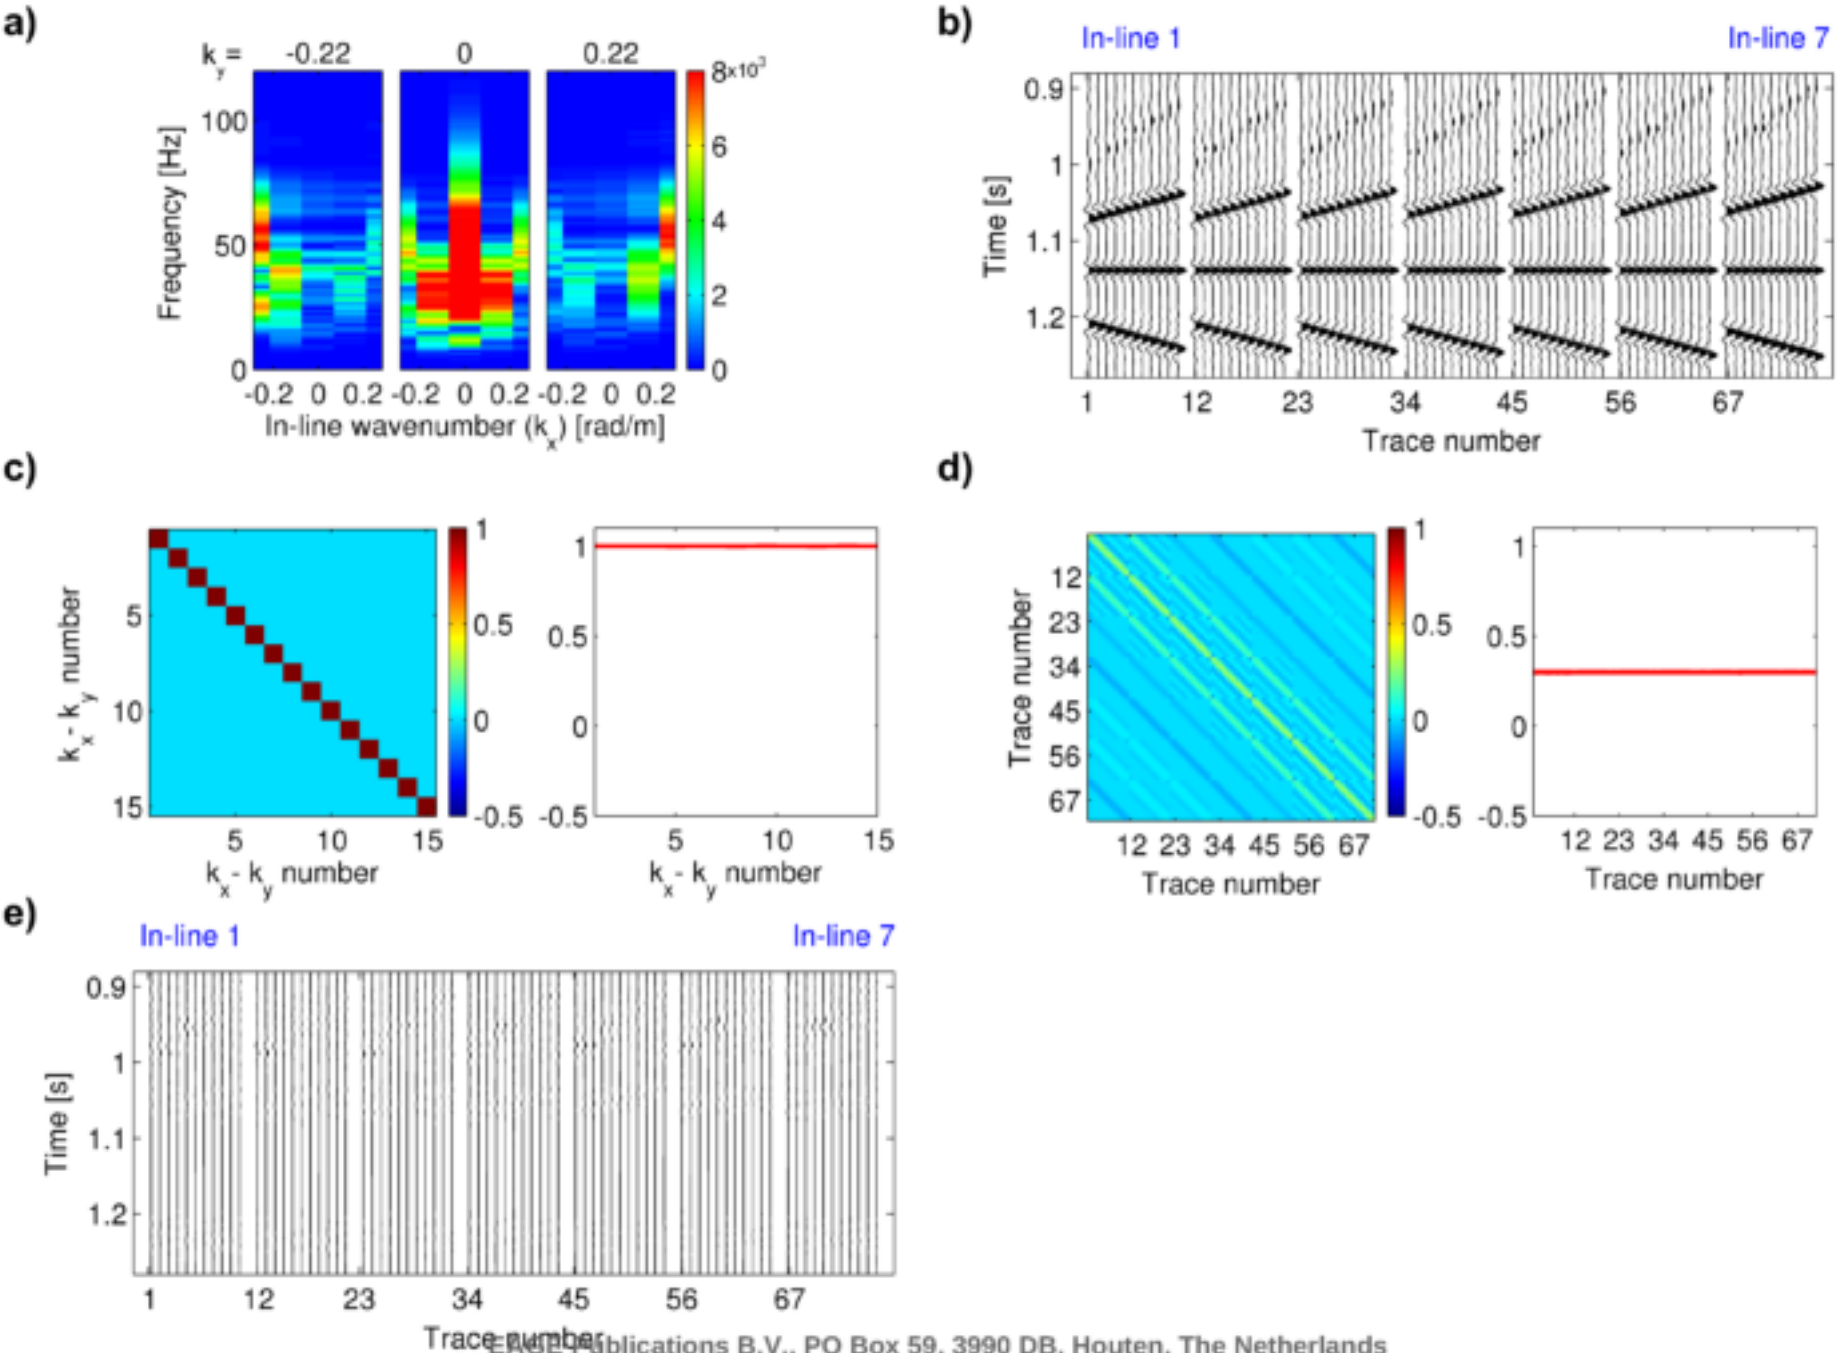 a)
k_y = -0.22 0 0.22
8x10^3
6
4
2
0
100
50
0
Frequency [Hz]
-0.2 0 0.2 -0.2 0 0.2 -0.2 0 0.2
In-line wavenumber (k_x) [rad/m]
b)
In-line 1 In-line 7
0.9
1
1.1
1.2
Time [s]
1 12 23 34 45 56 67
Trace number
c)
5
10
15
k_x - k_y number
5 10 15
k_x - k_y number
1
0.5
0
-0.5
1
0.5
0
-0.5
5 10 15
k_x - k_y number
d)
12
23
34
45
56
67
Trace number
12 23 34 45 56 67
Trace number
1
0.5
0
-0.5
1
0.5
0
-0.5
12 23 34 45 56 67
Trace number
e)
In-line 1 In-line 7
0.9
1
1.1
1.2
Time [s]
1 12 23 34 45 56 67
Trace number
EAGE Publications B.V., PO Box 59, 3990 DB, Houten, The Netherlands